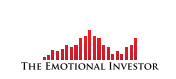 The Emotional Investor